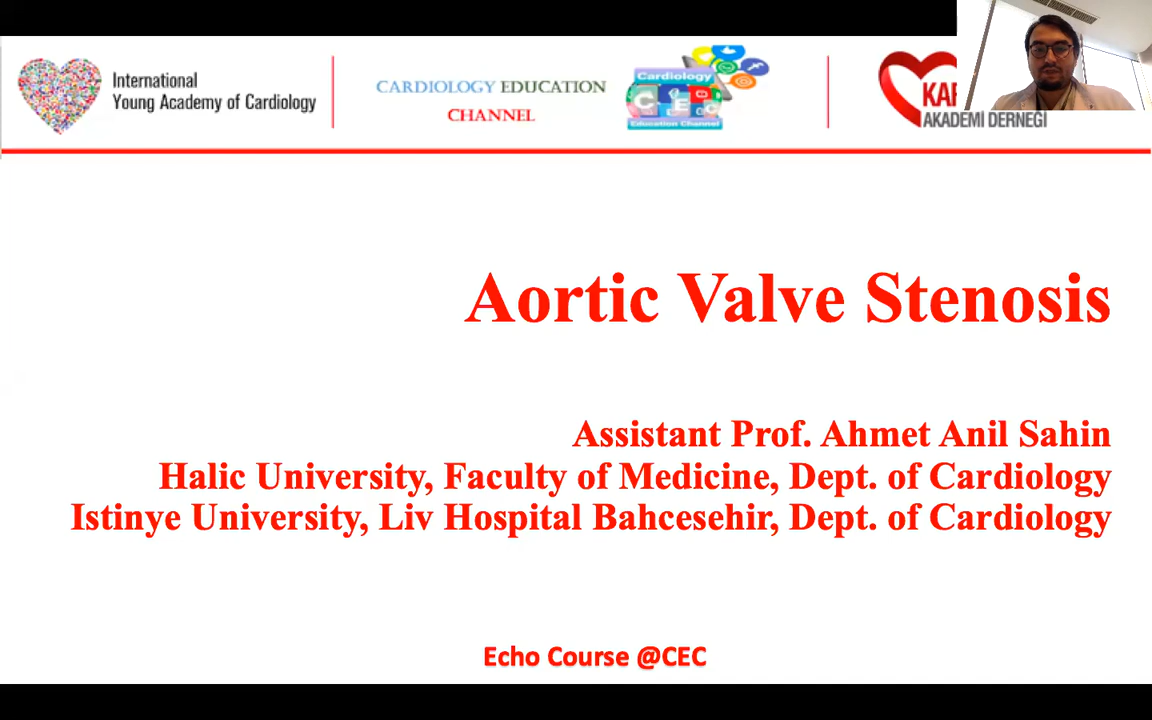 International
Young Academy of Cardiology
CARDIOLOGY EDUCATION
CHANNEL
Cardiology
C E C
Education Channel
AKADEMI DERNEGI
Aortic Valve Stenosis
Assistant Prof. Ahmet Anil Sahin
Halic University, Faculty of Medicine, Dept. of Cardiology
Istinye University, Liv Hospital Bahcesehir, Dept. of Cardiology
Echo Course @CEC